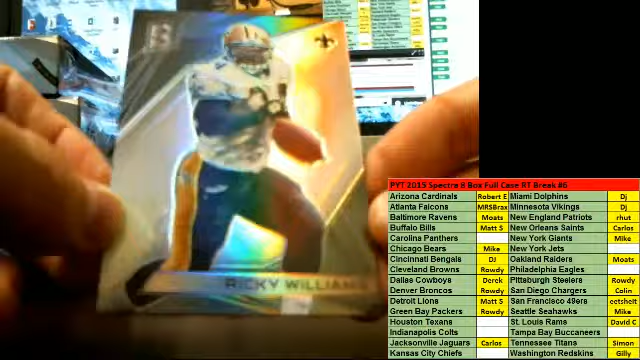 RICKY WILLIAMS
PYT 2015 Spectre 8 Box Full Case RT Break #6
Arizona Cardinals Robert E Miami Dolphins Dj
Atlanta Falcons MRSBrax Minnesota Vikings Dj
Baltimore Ravens Moats New England Patriots rhut
Buffalo Bills Matt S New Orleans Saints Carlos
Carolina Panthers New York Giants Mike
Chicago Bears Mike New York Jets
Cincinnati Bengals DJ Oakland Raiders Moats
Cleveland Browns Rowdy Philadelphia Eagles
Dallas Cowboys Derek Pittsburgh Steelers Rowdy
Denver Broncos Rowdy San Diego Chargers Colin
Detroit Lions Matt S San Francisco 49ers eetsheit
Green Bay Packers Rowdy Seattle Seahawks Mike
Houston Texans St. Louis Rams David C
Indianapolis Colts Tampa Bay Buccaneers
Jacksonville Jaguars Carlos Tennessee Titans Simon
Kansas City Chiefs Washington Redskins Gilly